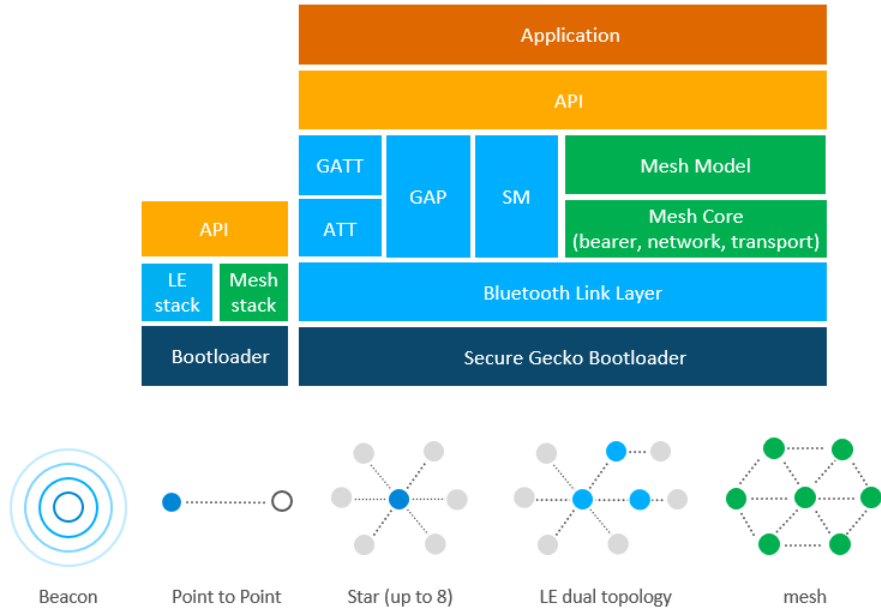 Application
API
GATT
GAP
SM
Mesh Model
ATT
Mesh Core
(bearer, network, transport)
API
LE
stack
Mesh
stack
Bluetooth Link Layer
Bootloader
Secure Gecko Bootloader
Beacon
Point to Point
Star (up to 8)
LE dual topology
mesh